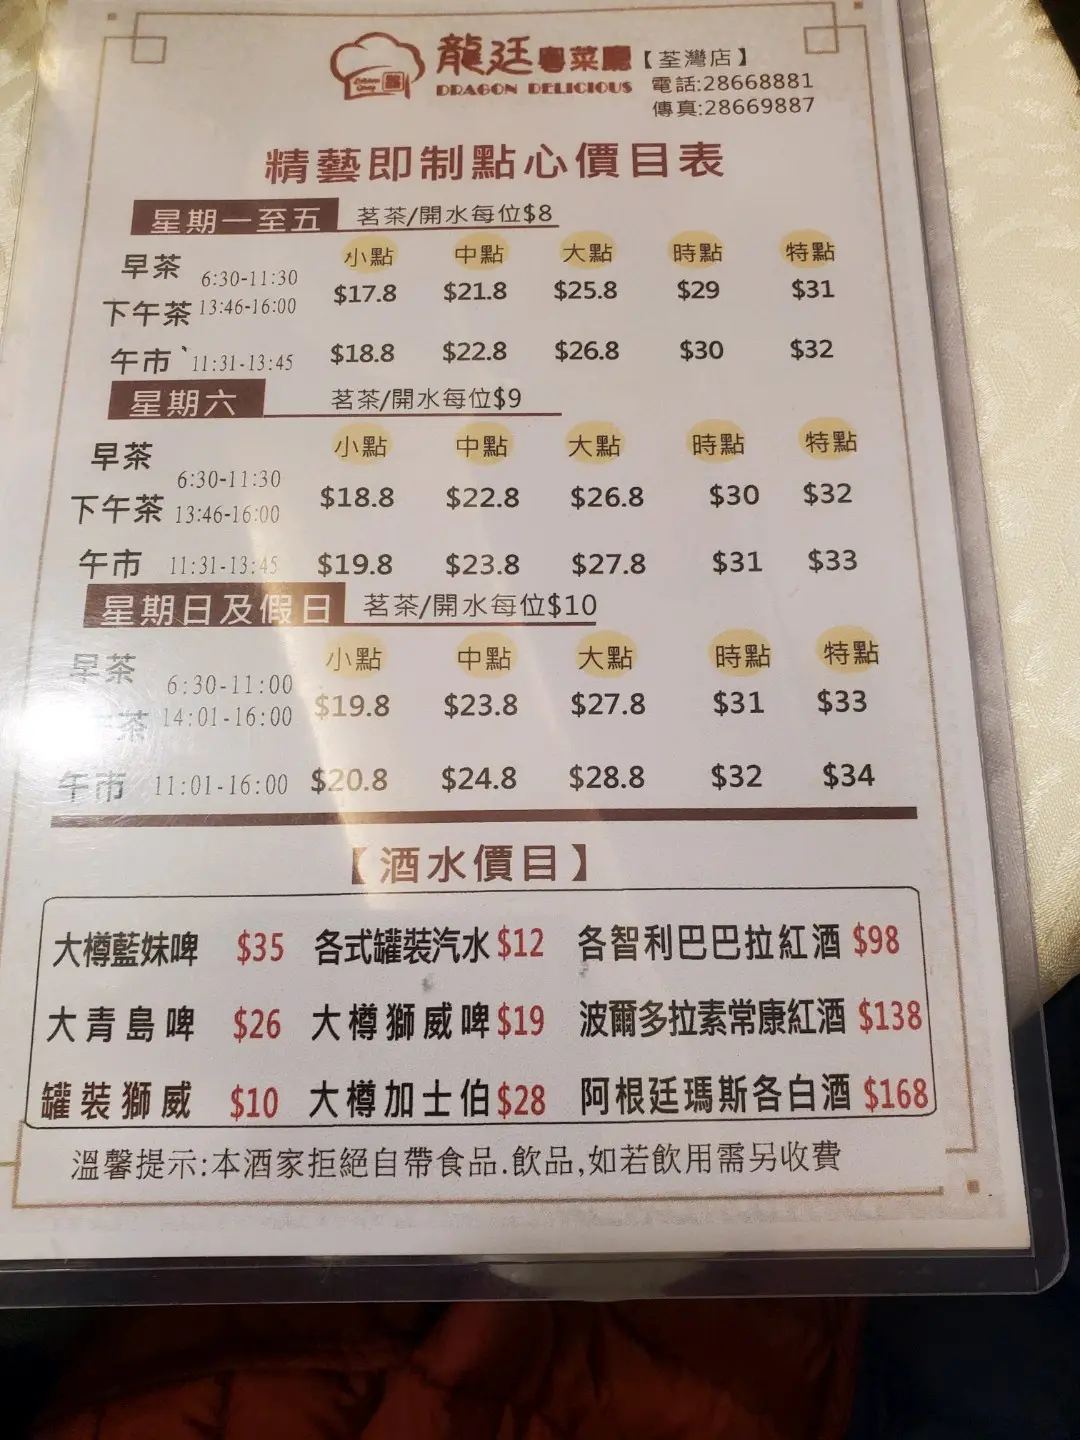 龍廷粵菜廳【荃灣店】
DRAGON DELICIOUS
電話:28668881
傳真:28669887
精藝即制點心價目表
星期一至五 茗茶/開水每位$8
小點 中點 大點 時點 特點
早茶 6:30-11:30
下午茶 13:46-16:00
$17.8 $21.8 $25.8 $29 $31
午市 11:31-13:45 $18.8 $22.8 $26.8 $30 $32
星期六 茗茶/開水每位$9
小點 中點 大點 時點 特點
早茶 6:30-11:30
下午茶 13:46-16:00
$18.8 $22.8 $26.8 $30 $32
午市 11:31-13:45 $19.8 $23.8 $27.8 $31 $33
星期日及假日 茗茶/開水每位$10
小點 中點 大點 時點 特點
早茶 6:30-11:00
茶 14:01-16:00
$19.8 $23.8 $27.8 $31 $33
午市 11:01-16:00 $20.8 $24.8 $28.8 $32 $34
【酒水價目】
大樽藍妹啤 $35 各式罐裝汽水 $12 各智利巴巴拉紅酒 $98
大青島啤 $26 大樽獅威啤 $19 波爾多拉素常康紅酒 $138
罐裝獅威 $10 大樽加士伯 $28 阿根廷瑪斯各白酒 $168
溫馨提示:本酒家拒絕自帶食品.飲品,如若飲用需另收費